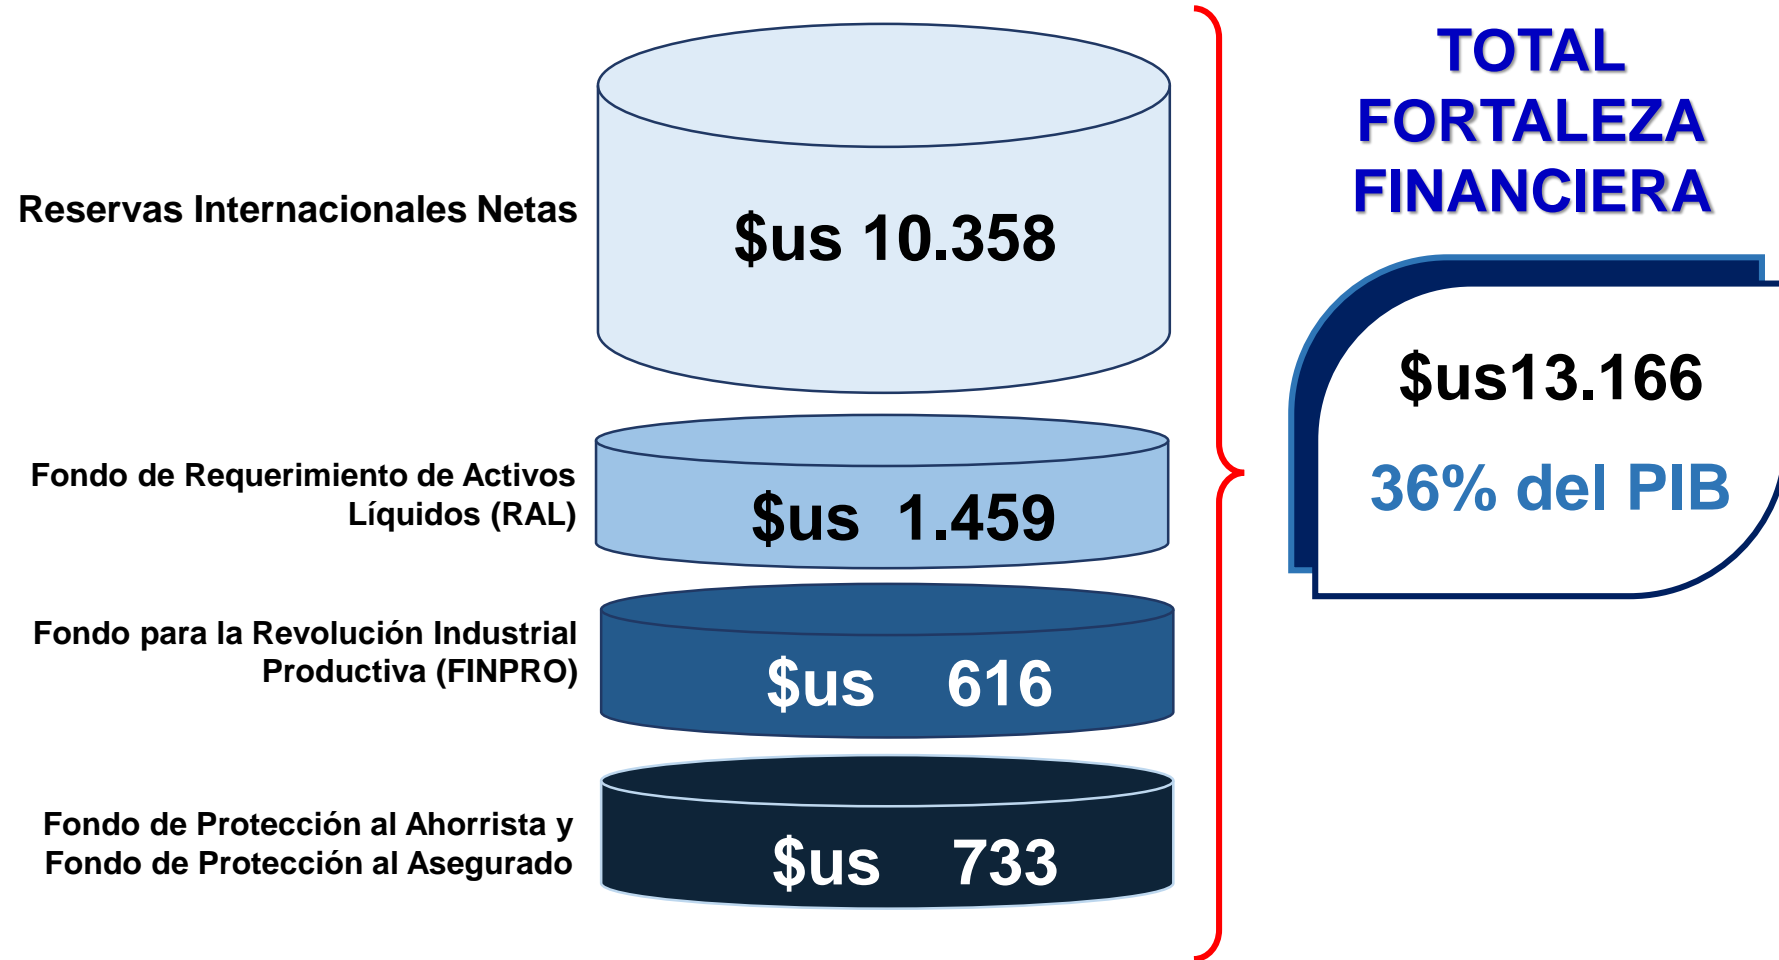 Reservas Internacionales Netas
$us 10.358
Fondo de Requerimiento de Activos
Líquidos (RAL)
$us 1.459
Fondo para la Revolución Industrial
Productiva (FINPRO)
$us 616
Fondo de Protección al Ahorrista y
Fondo de Protección al Asegurado
$us 733
TOTAL
FORTALEZA
FINANCIERA
$us13.166
36% del PIB